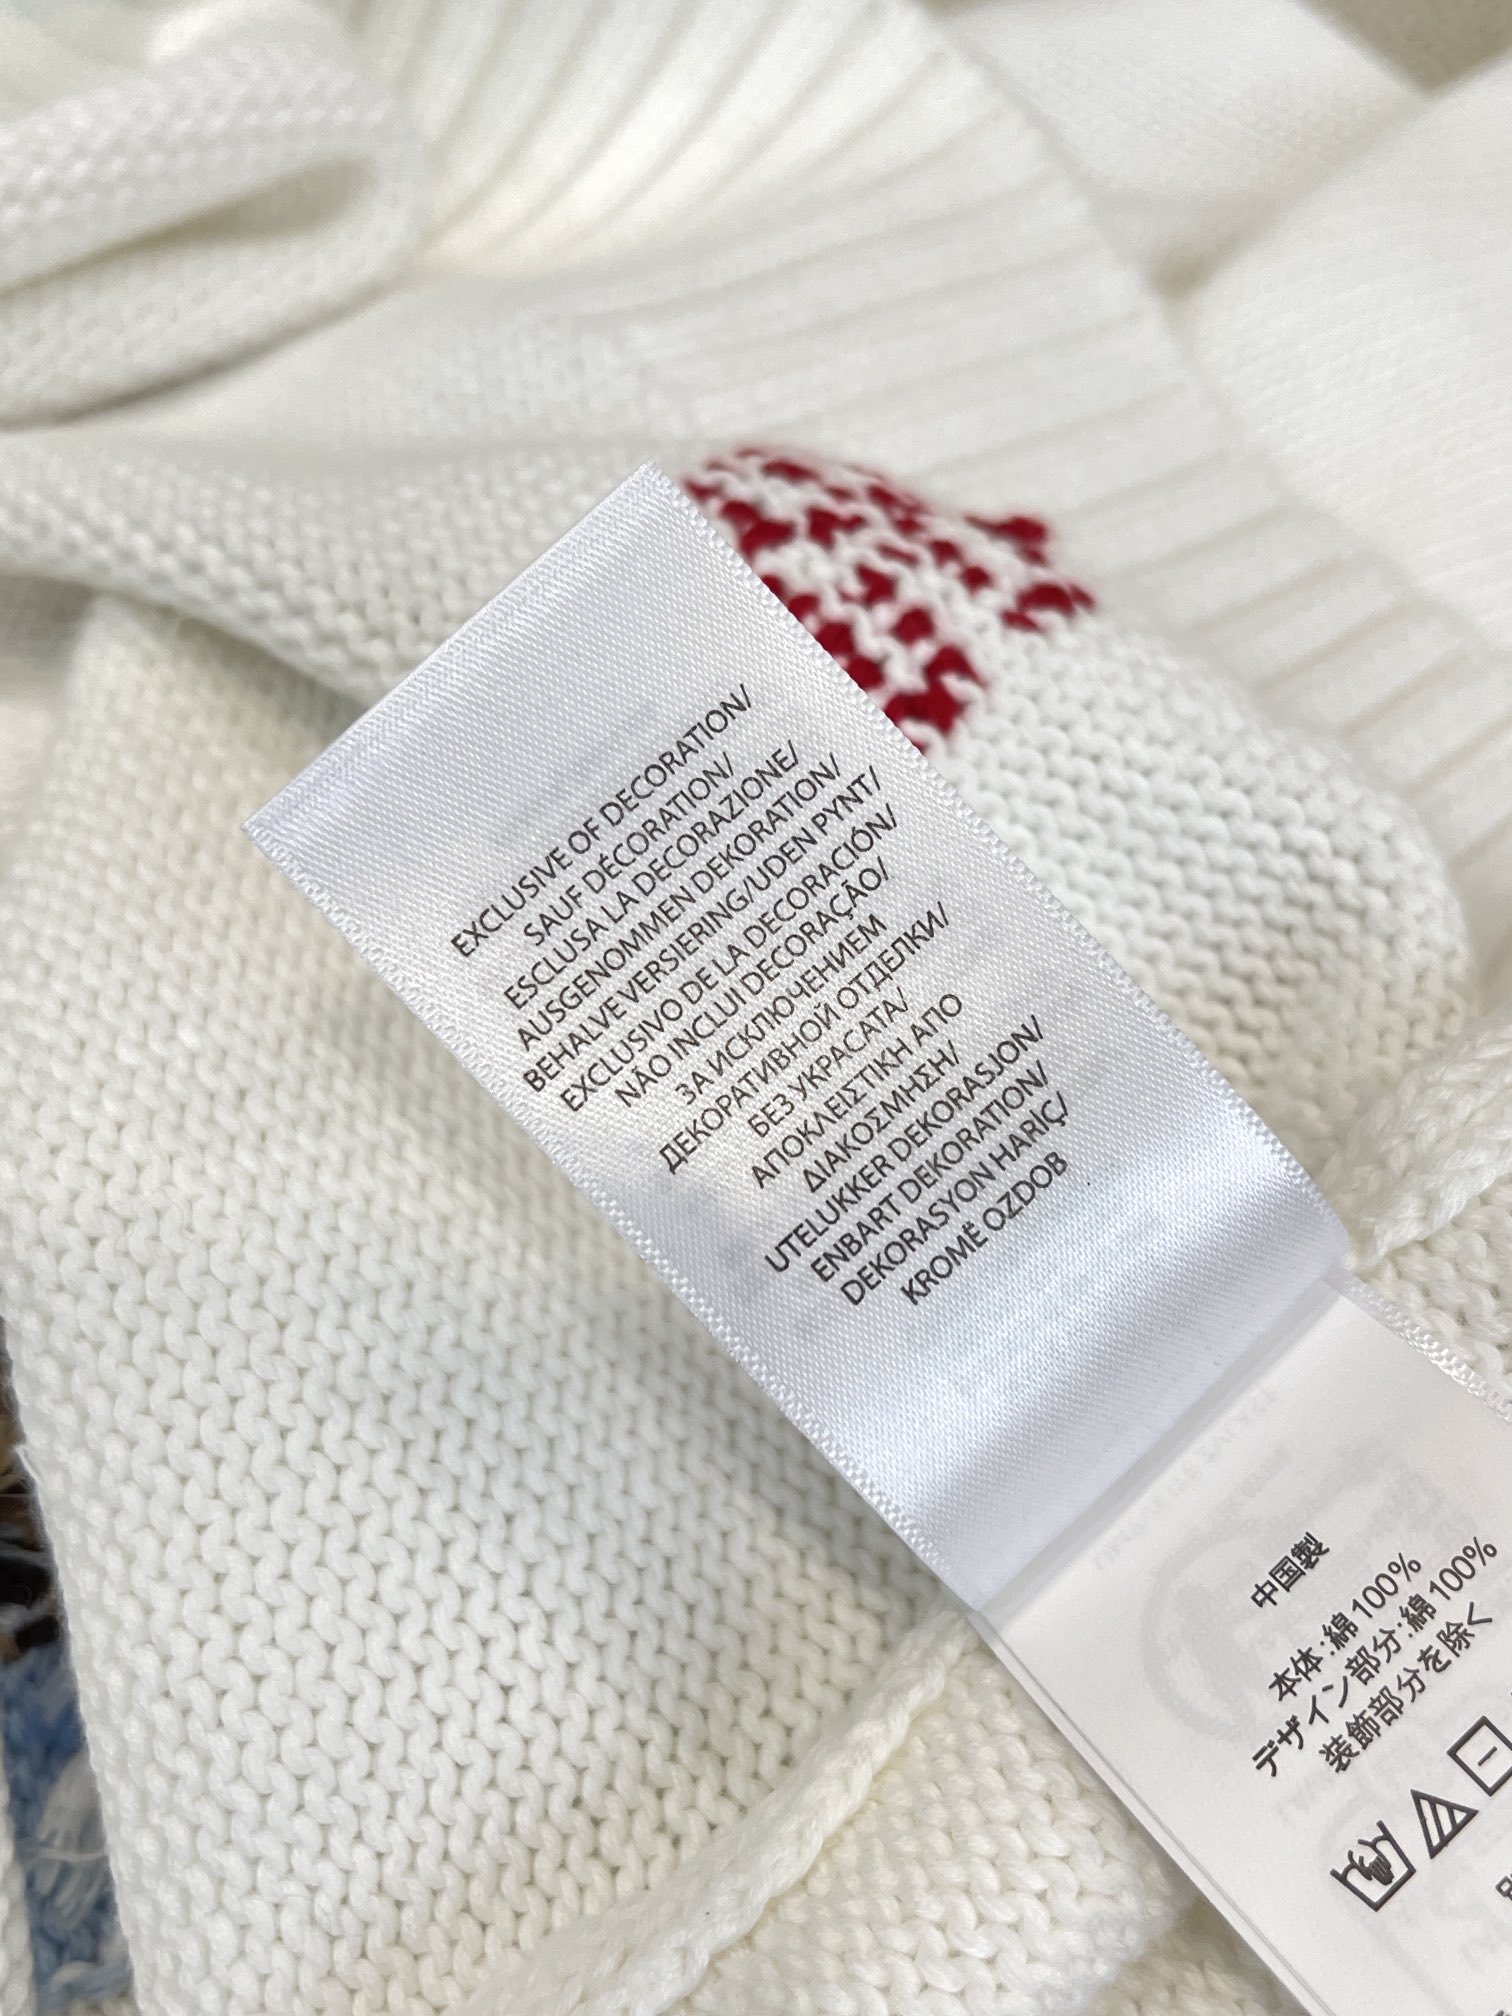 EXCLUSIVE OF DECORATION/
SAUF DÉCORATION/
ESCLUSA LA DECORAZIONE/
AUSGENOMMEN DEKORATION/
BEHALVE VERSIERING/UDEN PYNT/
EXCLUSIVO DE LA DECORACIÓN/
NÃO INCLUI DECORAÇÃO/
ЗА ИСКЛЮЧЕНИЕМ
ДЕКОРАТИВНОЙ ОТДЕЛКИ/
БЕЗ УКРАСАТА/
ΑΠΟΚΛΕΙΣΤΙΚΗ ΑΠΟ
ΔΙΑΚΟΣΜΗΣΗ/
UTELUKKER DEKORASJON/
ENBART DEKORATION/
DEKORASYON HARİÇ/
KROMĚ OZDOB
中国製
本体:綿100%
デザイン部分:綿100%
装飾部分を除く